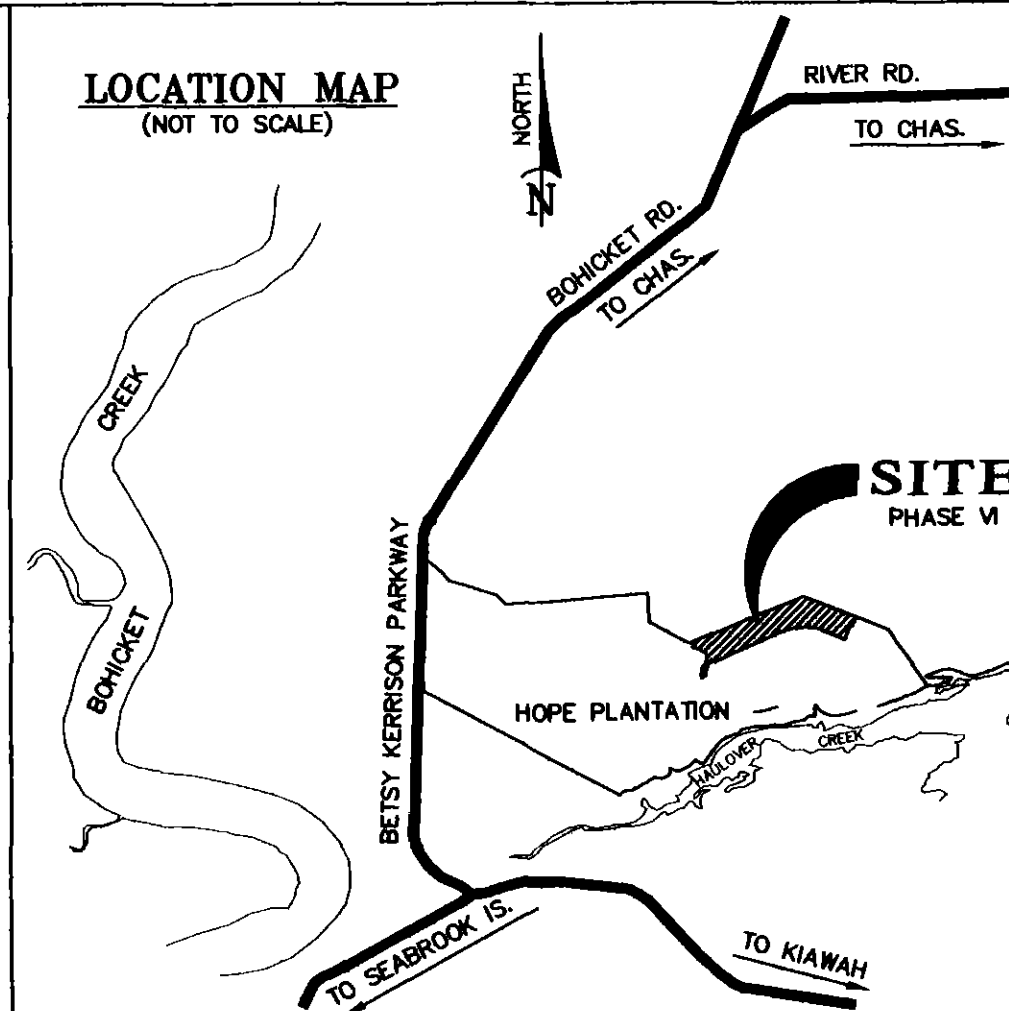 LOCATION MAP
(NOT TO SCALE)
NORTH
N
RIVER RD.
TO CHAS.
BOHICKET RD.
TO CHAS.
CREEK
BOHICKET
SITE
PHASE VI
BETSY KERRISON PARKWAY
HOPE PLANTATION
HAULOVER
CREEK
TO SEABROOK IS.
TO KIAWAH